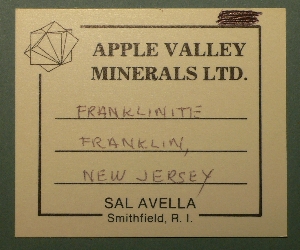 APPLE VALLEY
MINERALS LTD.
FRANKLINITE
FRANKLIN,
NEW JERSEY
SAL AVELLA
Smithfield, R. I.